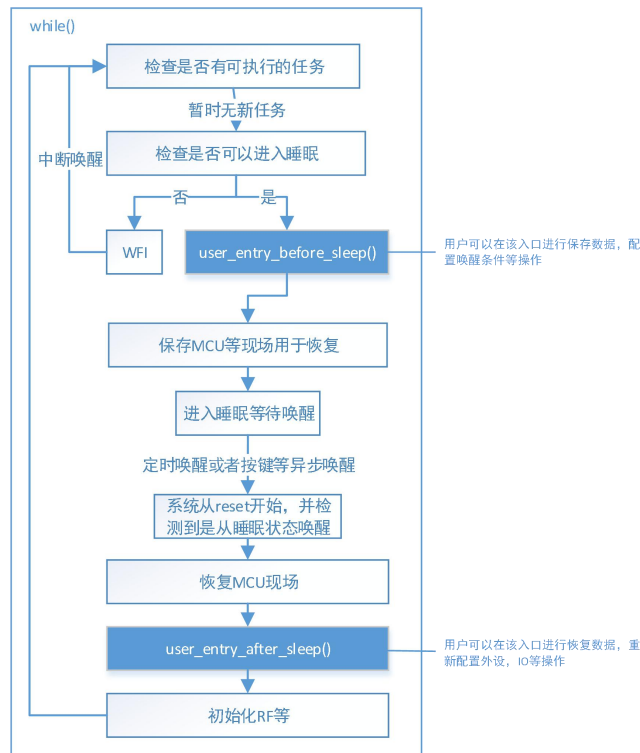 while()
检查是否有可执行的任务
暂时无新任务
中断唤醒
检查是否可以进入睡眠
否
是
WFI
user_entry_before_sleep()
用户可以在该入口进行保存数据，配
置唤醒条件等操作
保存MCU等现场用于恢复
进入睡眠等待唤醒
定时唤醒或者按键等异步唤醒
系统从reset开始，并检
测到是从睡眠状态唤醒
恢复MCU现场
user_entry_after_sleep()
用户可以在该入口进行恢复数据，重
新配置外设，IO等操作
初始化RF等